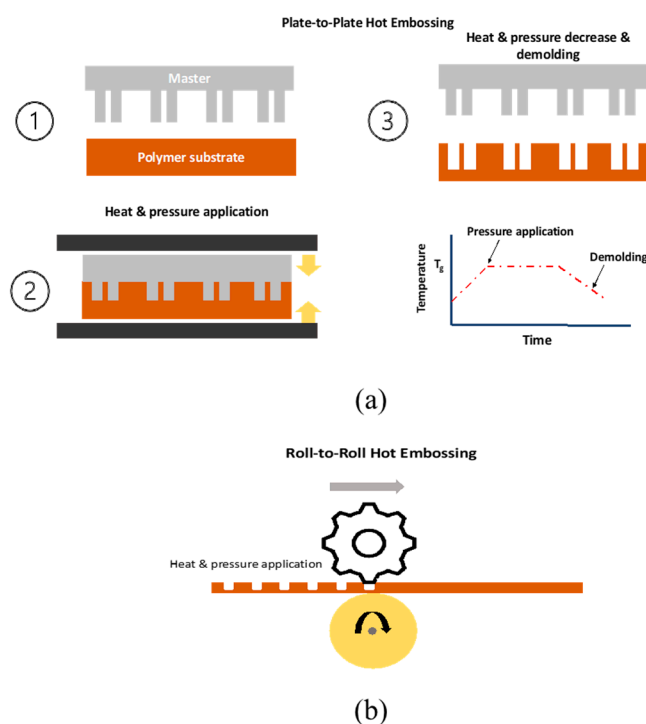 Plate-to-Plate Hot Embossing
Master
1
Polymer substrate
Heat & pressure decrease &
demolding
3
Heat & pressure application
2
Pressure application
Tg
Demolding
Temperature
Time
(a)
Roll-to-Roll Hot Embossing
Heat & pressure application
(b)